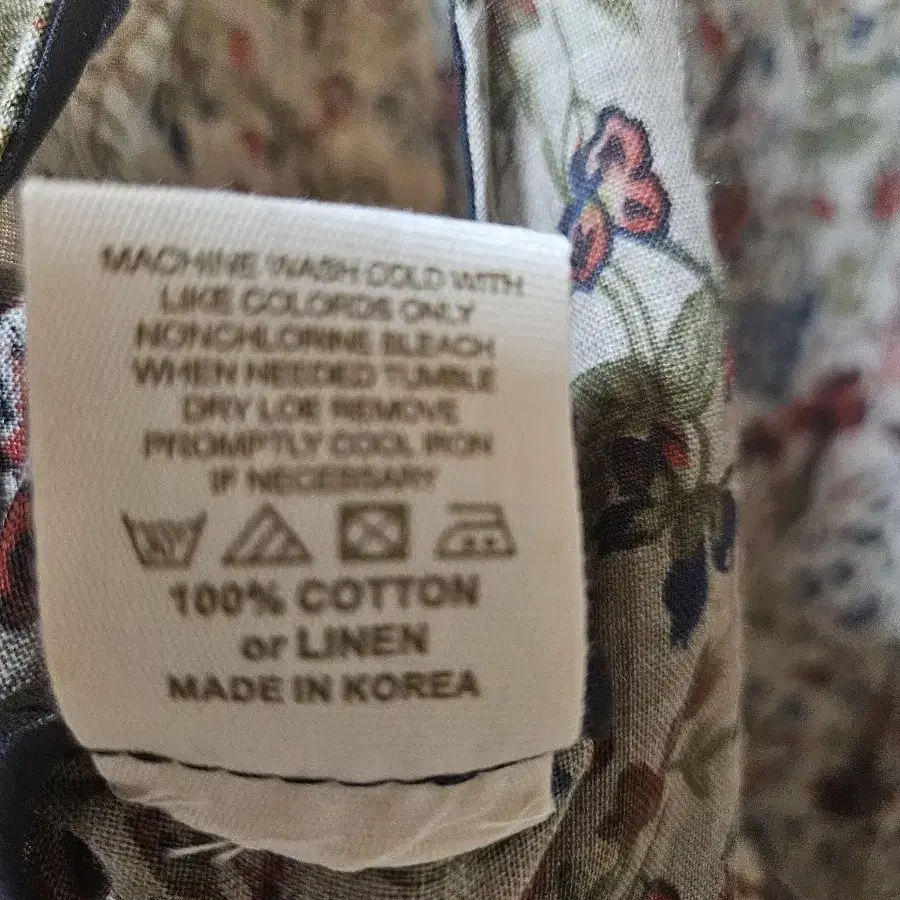 MACHINE WASH COLD WITH
LIKE COLORDS ONLY
NONCHLORINE BLEACH
WHEN NEEDED TUMBLE
DRY LOE REMOVE
PROMPTLY COOL IRON
IF NECESSARY
100% COTTON
or LINEN
MADE IN KOREA